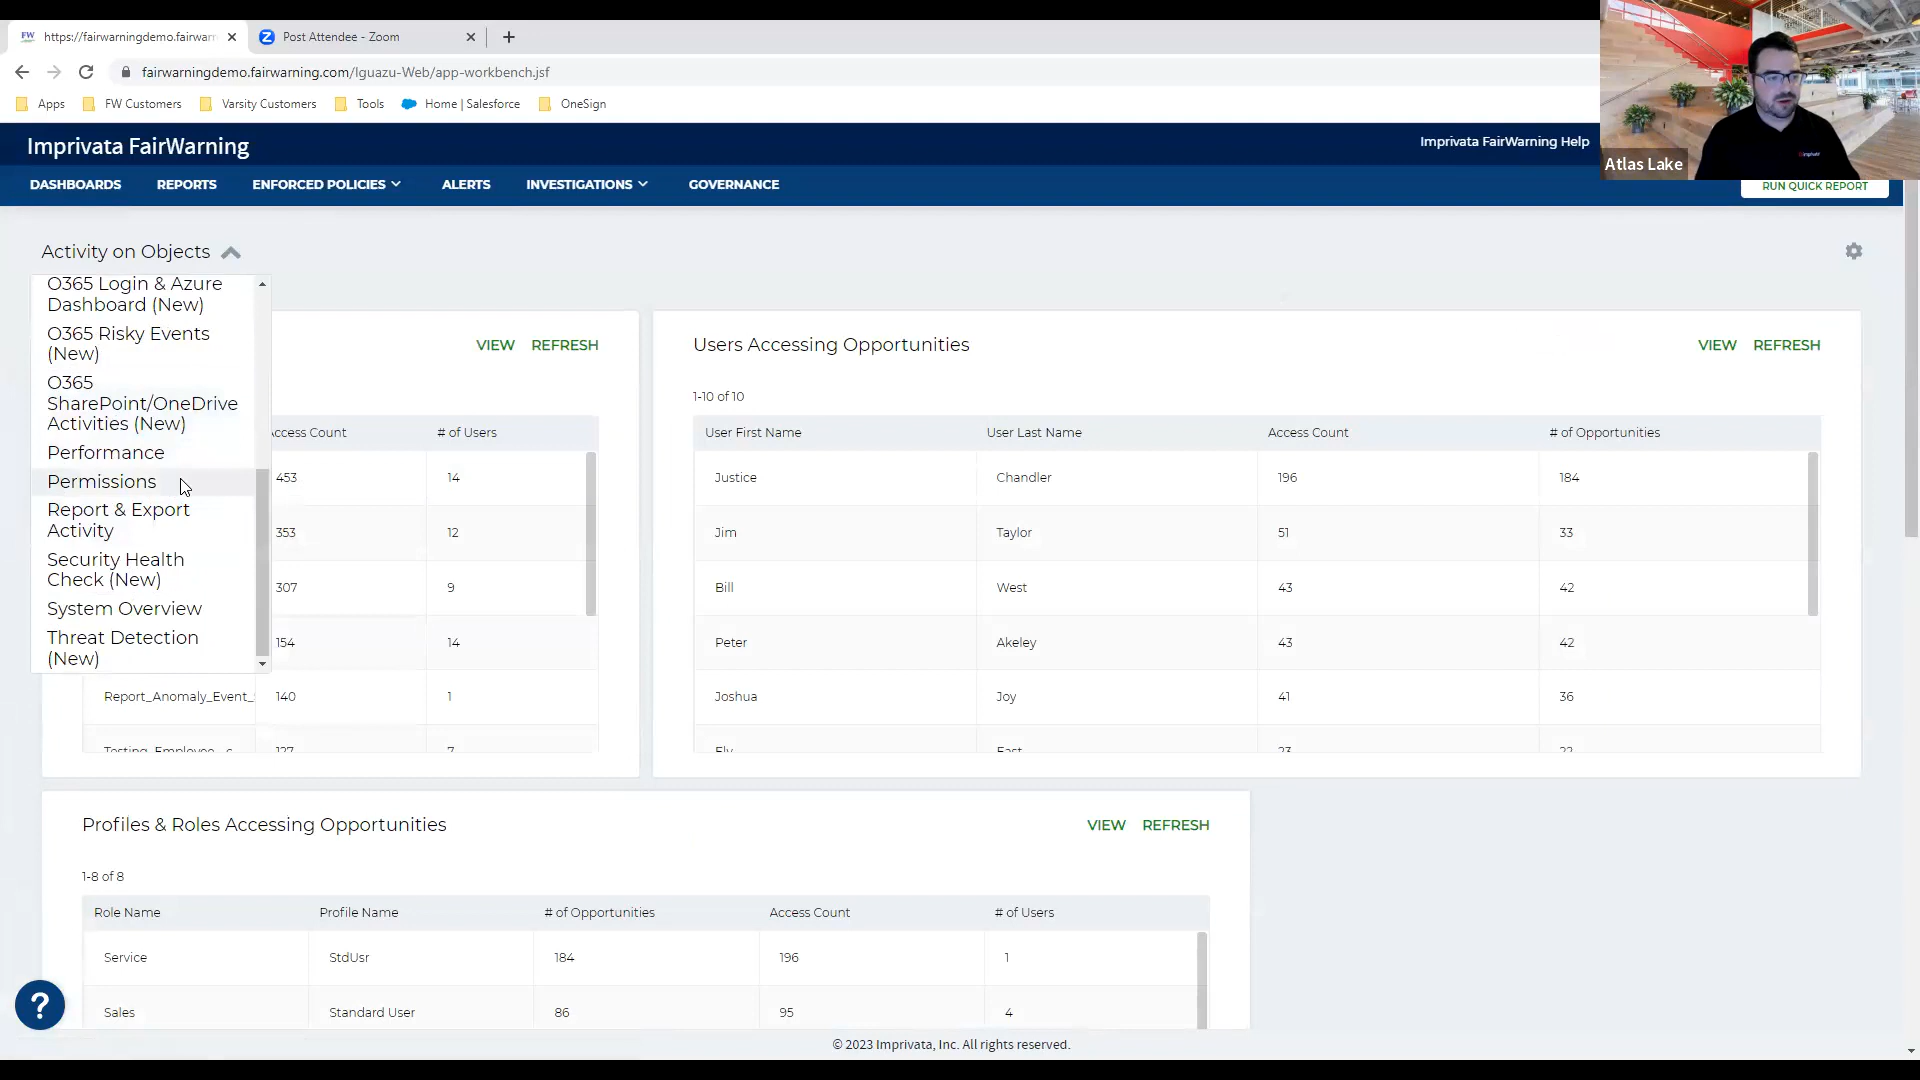 FW https://fairwarningdemo.fairwarn
Post Attendee - Zoom
fairwarningdemo.fairwarning.com/Iguazu-Web/app-workbench.jsf
Apps FW Customers Varsity Customers Tools Home | Salesforce OneSign
Imprivata FairWarning
Imprivata FairWarning Help
Atlas Lake
DASHBOARDS REPORTS ENFORCED POLICIES ALERTS INVESTIGATIONS GOVERNANCE
RUN QUICK REPORT
Activity on Objects
O365 Login & Azure
Dashboard (New)
O365 Risky Events
(New)
O365
SharePoint/OneDrive
Activities (New)
Performance
Permissions
Report & Export
Activity
Security Health
Check (New)
System Overview
Threat Detection
(New)
VIEW REFRESH
Access Count # of Users
453 14
353 12
307 9
154 14
Report_Anomaly_Event_ 140 1
Testing_Employee__c 127 7
Users Accessing Opportunities
VIEW REFRESH
1-10 of 10
User First Name User Last Name Access Count # of Opportunities
Justice Chandler 196 184
Jim Taylor 51 33
Bill West 43 42
Peter Akeley 43 42
Joshua Joy 41 36
Ely East 23 22
Profiles & Roles Accessing Opportunities
VIEW REFRESH
1-8 of 8
Role Name Profile Name # of Opportunities Access Count # of Users
Service StdUsr 184 196 1
Sales Standard User 86 95 4
?
© 2023 Imprivata, Inc. All rights reserved.